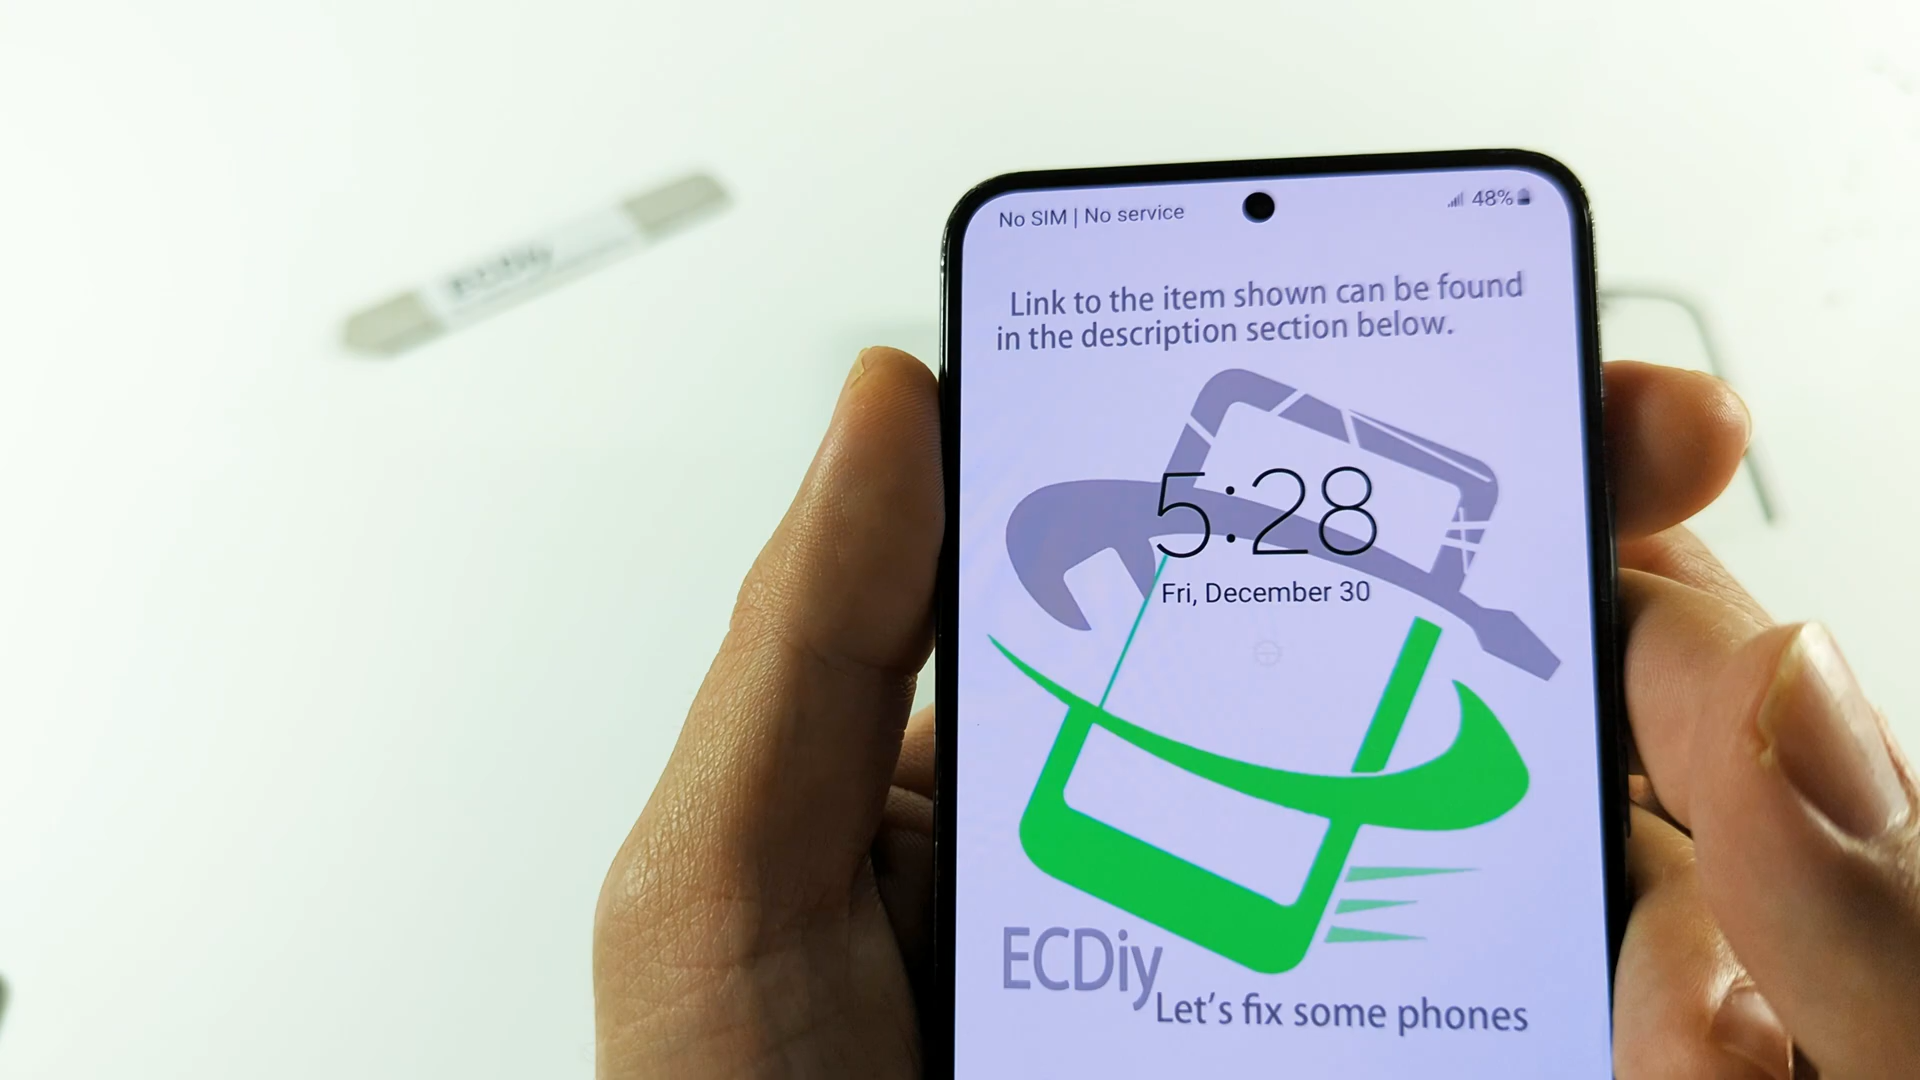 No SIM | No service
48%
Link to the item shown can be found
in the description section below.
5:28
Fri, December 30
ECDiy
Let's fix some phones